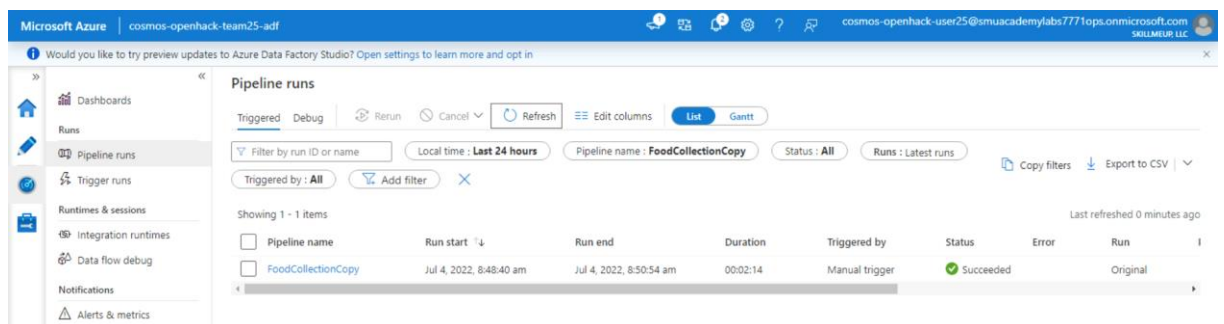 Microsoft Azure cosmos-openhack-team25-adf
2
?
cosmos-openhack-user25@smuacademylabs7771ops.onmicrosoft.com
SKILLMEUP, LLC
Would you like to try preview updates to Azure Data Factory Studio? Open settings to learn more and opt in
Dashboards
Runs
Pipeline runs
Trigger runs
Runtimes & sessions
Integration runtimes
Data flow debug
Notifications
Alerts & metrics
Pipeline runs
Triggered Debug Rerun Cancel Refresh Edit columns List Gantt
Filter by run ID or name Local time : Last 24 hours Pipeline name : FoodCollectionCopy Status : All Runs : Latest runs
Copy filters Export to CSV
Triggered by : All Add filter
Showing 1 - 1 items Last refreshed 0 minutes ago
Pipeline name Run start Run end Duration Triggered by Status Error Run
FoodCollectionCopy Jul 4, 2022, 8:48:40 am Jul 4, 2022, 8:50:54 am 00:02:14 Manual trigger Succeeded Original